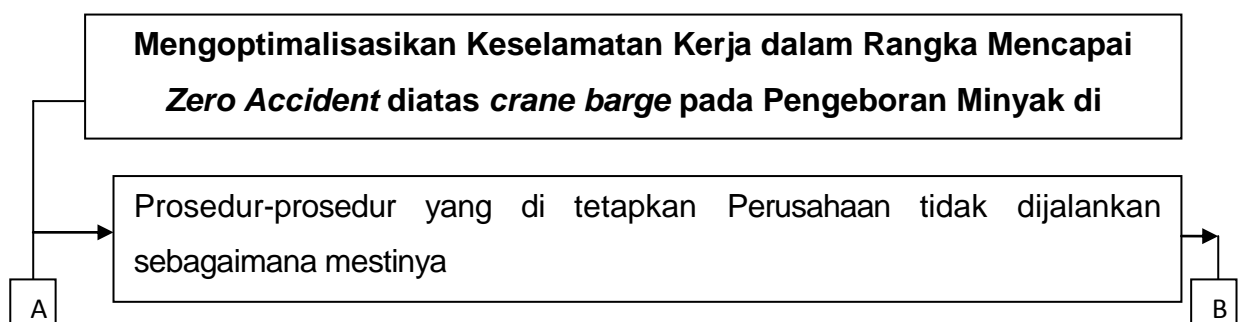 Mengoptimalisasikan Keselamatan Kerja dalam Rangka Mencapai
Zero Accident diatas crane barge pada Pengeboran Minyak di
Prosedur-prosedur yang di tetapkan Perusahaan tidak dijalankan
sebagaimana mestinya
A
B